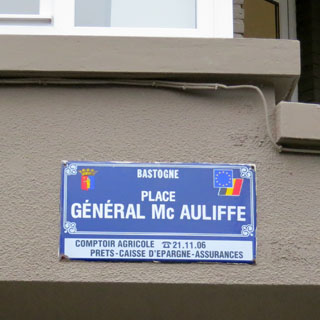 BASTOGNE
PLACE
GÉNÉRAL Mc AULIFFE
COMPTOIR AGRICOLE ☎ 21.11.06
PRETS-CAISSE D'EPARGNE-ASSURANCES